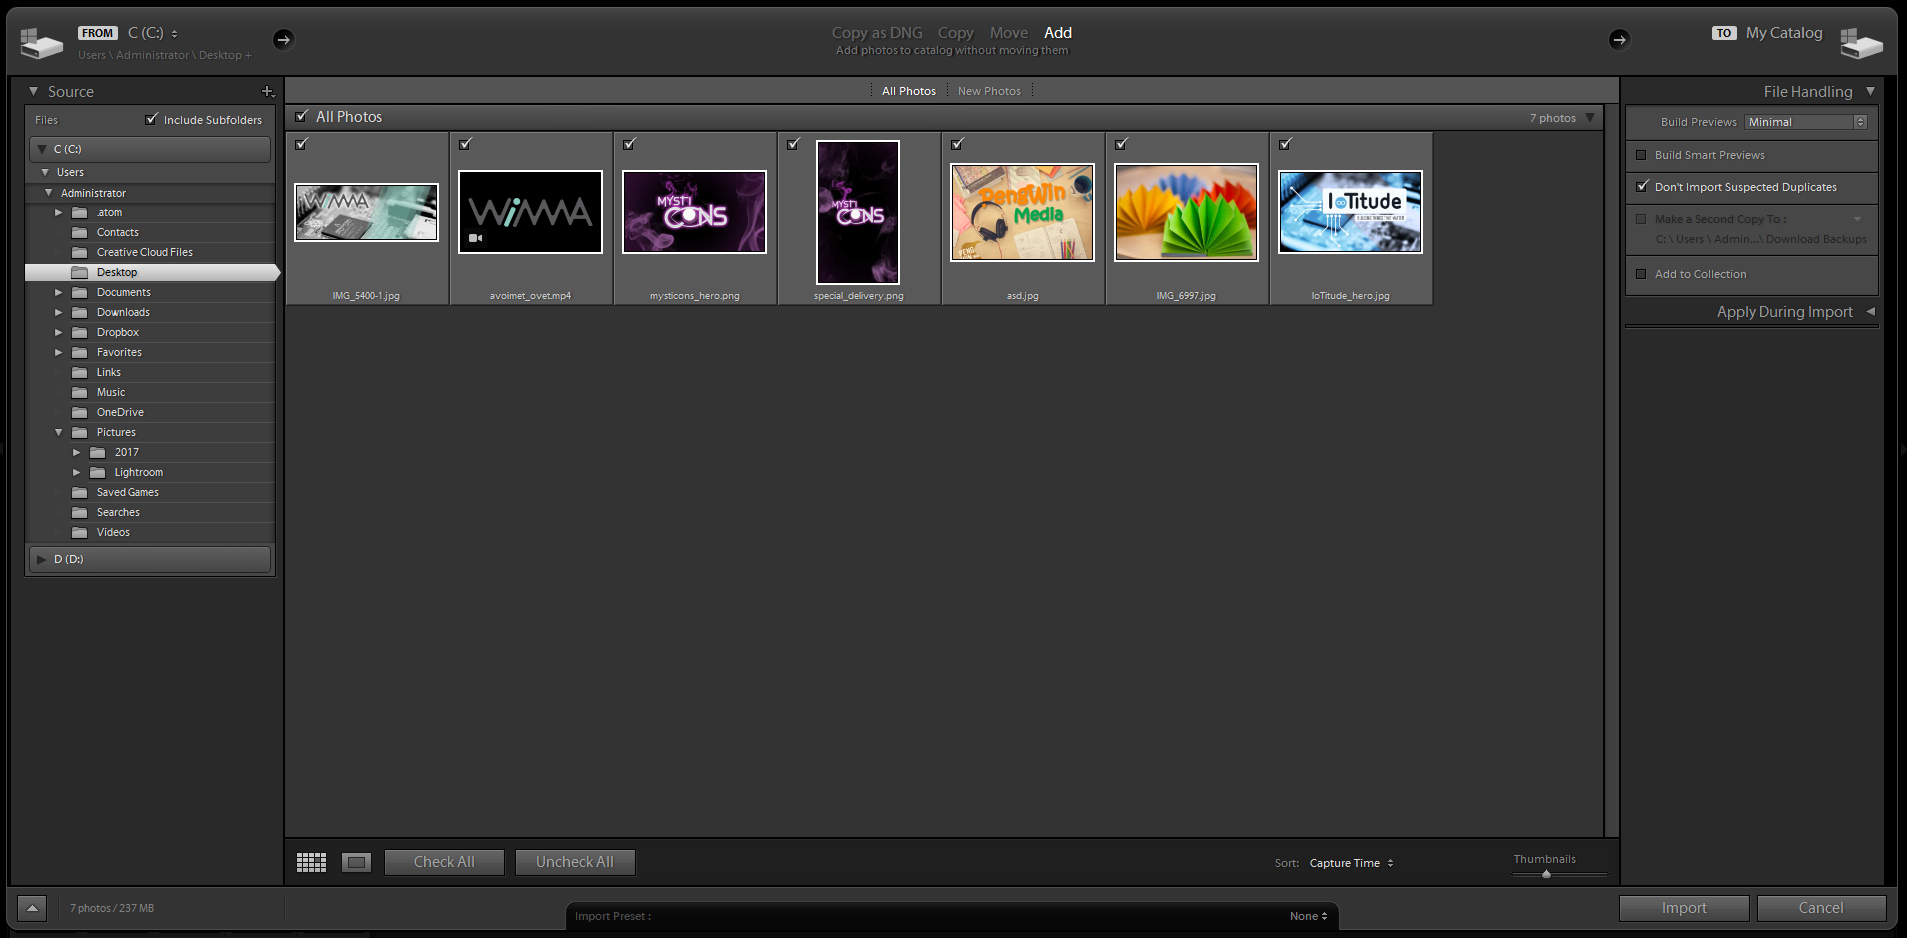 FROM C (C:)
Users \ Administrator \ Desktop +
Copy as DNG Copy Move Add
Add photos to catalog without moving them
TO My Catalog
Source
Files Include Subfolders
C (C:)
Users
Administrator
.atom
Contacts
Creative Cloud Files
Desktop
Documents
Downloads
Dropbox
Favorites
Links
Music
OneDrive
Pictures
2017
Lightroom
Saved Games
Searches
Videos
D (D:)
All Photos New Photos
All Photos 7 photos
WIMMA
IMG_5400-1.jpg
WiMMA
avoimet_ovet.mp4
MYSTI
CONS
mysticons_hero.png
MYSTI
CONS
special_delivery.png
PengWin
Media
asd.jpg
IMG_6997.jpg
IoTitude
BUILDING THINGS THAT MATTER
IoTitude_hero.jpg
File Handling
Build Previews Minimal
Build Smart Previews
Don't Import Suspected Duplicates
Make a Second Copy To :
C: \ Users \ Admin...\ Download Backups
Add to Collection
Apply During Import
Check All Uncheck All
Sort: Capture Time
Thumbnails
7 photos / 237 MB
Import Preset : None
Import Cancel